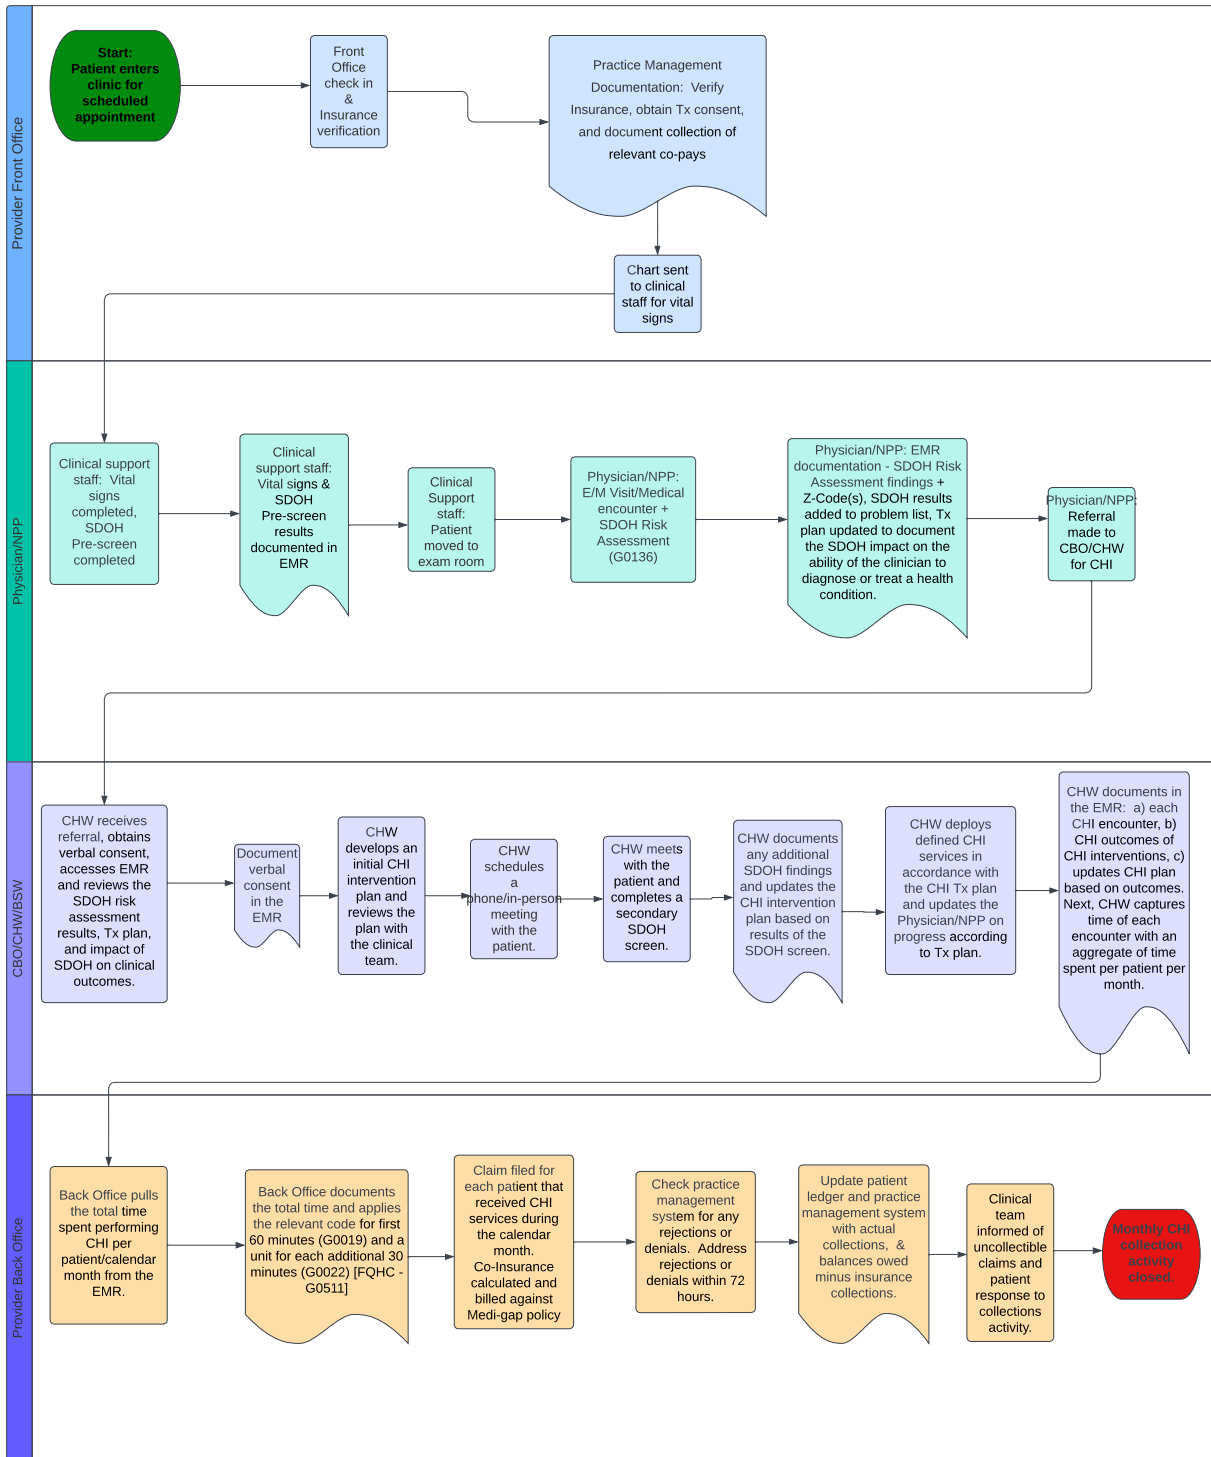 Provider Front Office
Start:
Patient enters
clinic for
scheduled
appointment
Front
Office
check in
&
Insurance
verification
Practice Management
Documentation:  Verify
Insurance, obtain Tx consent,
and document collection of
relevant co-pays
Chart sent
to clinical
staff for vital
signs
Physician/NPP
Clinical support
staff:  Vital
signs
completed,
SDOH
Pre-screen
completed
Clinical
support staff:
Vital signs &
SDOH
Pre-screen
results
documented in
EMR
Clinical
Support
staff:
Patient
moved to
exam room
Physician/NPP:
E/M Visit/Medical
encounter +
SDOH Risk
Assessment
(G0136)
Physician/NPP: EMR
documentation - SDOH Risk
Assessment findings +
Z-Code(s), SDOH results
added to problem list, Tx
plan updated to document
the SDOH impact on the
ability of the clinician to
diagnose or treat a health
condition.
Physician/NPP:
Referral
made to
CBO/CHW
for CHI
CBO/CHW/BSW
CHW receives
referral, obtains
verbal consent,
accesses EMR
and reviews the
SDOH risk
assessment
results, Tx plan,
and impact of
SDOH on clinical
outcomes.
Document
verbal
consent
in the
EMR
CHW
develops an
initial CHI
intervention
plan and
reviews the
plan with
the clinical
team.
CHW
schedules
a
phone/in-person
meeting
with the
patient.
CHW meets
with the
patient and
completes a
secondary
SDOH
screen.
CHW documents
any additional
SDOH findings
and updates the
CHI intervention
plan based on
results of the
SDOH screen.
CHW deploys
defined CHI
services in
accordance with
the CHI Tx plan
and updates the
Physician/NPP on
progress according
to Tx plan.
CHW documents in
the EMR:  a) each
CHI encounter, b)
CHI outcomes of
CHI interventions, c)
updates CHI plan
based on outcomes.
Next, CHW captures
time of each
encounter with an
aggregate of time
spent per patient per
month.
Provider Back Office
Back Office pulls
the total time
spent performing
CHI per
patient/calendar
month from the
EMR.
Back Office documents
the total time and applies
the relevant code for first
60 minutes (G0019) and a
unit for each additional 30
minutes (G0022) [FQHC -
G0511]
Claim filed for
each patient that
received CHI
services during
the calendar
month.
Co-Insurance
calculated and
billed against
Medi-gap policy
Check practice
management
system for any
rejections or
denials.  Address
rejections or
denials within 72
hours.
Update patient
ledger and practice
management system
with actual
collections,  &
balances owed
minus insurance
collections.
Clinical
team
informed of
uncollectible
claims and
patient
response to
collections
activity.
Monthly CHI
collection
activity
closed.